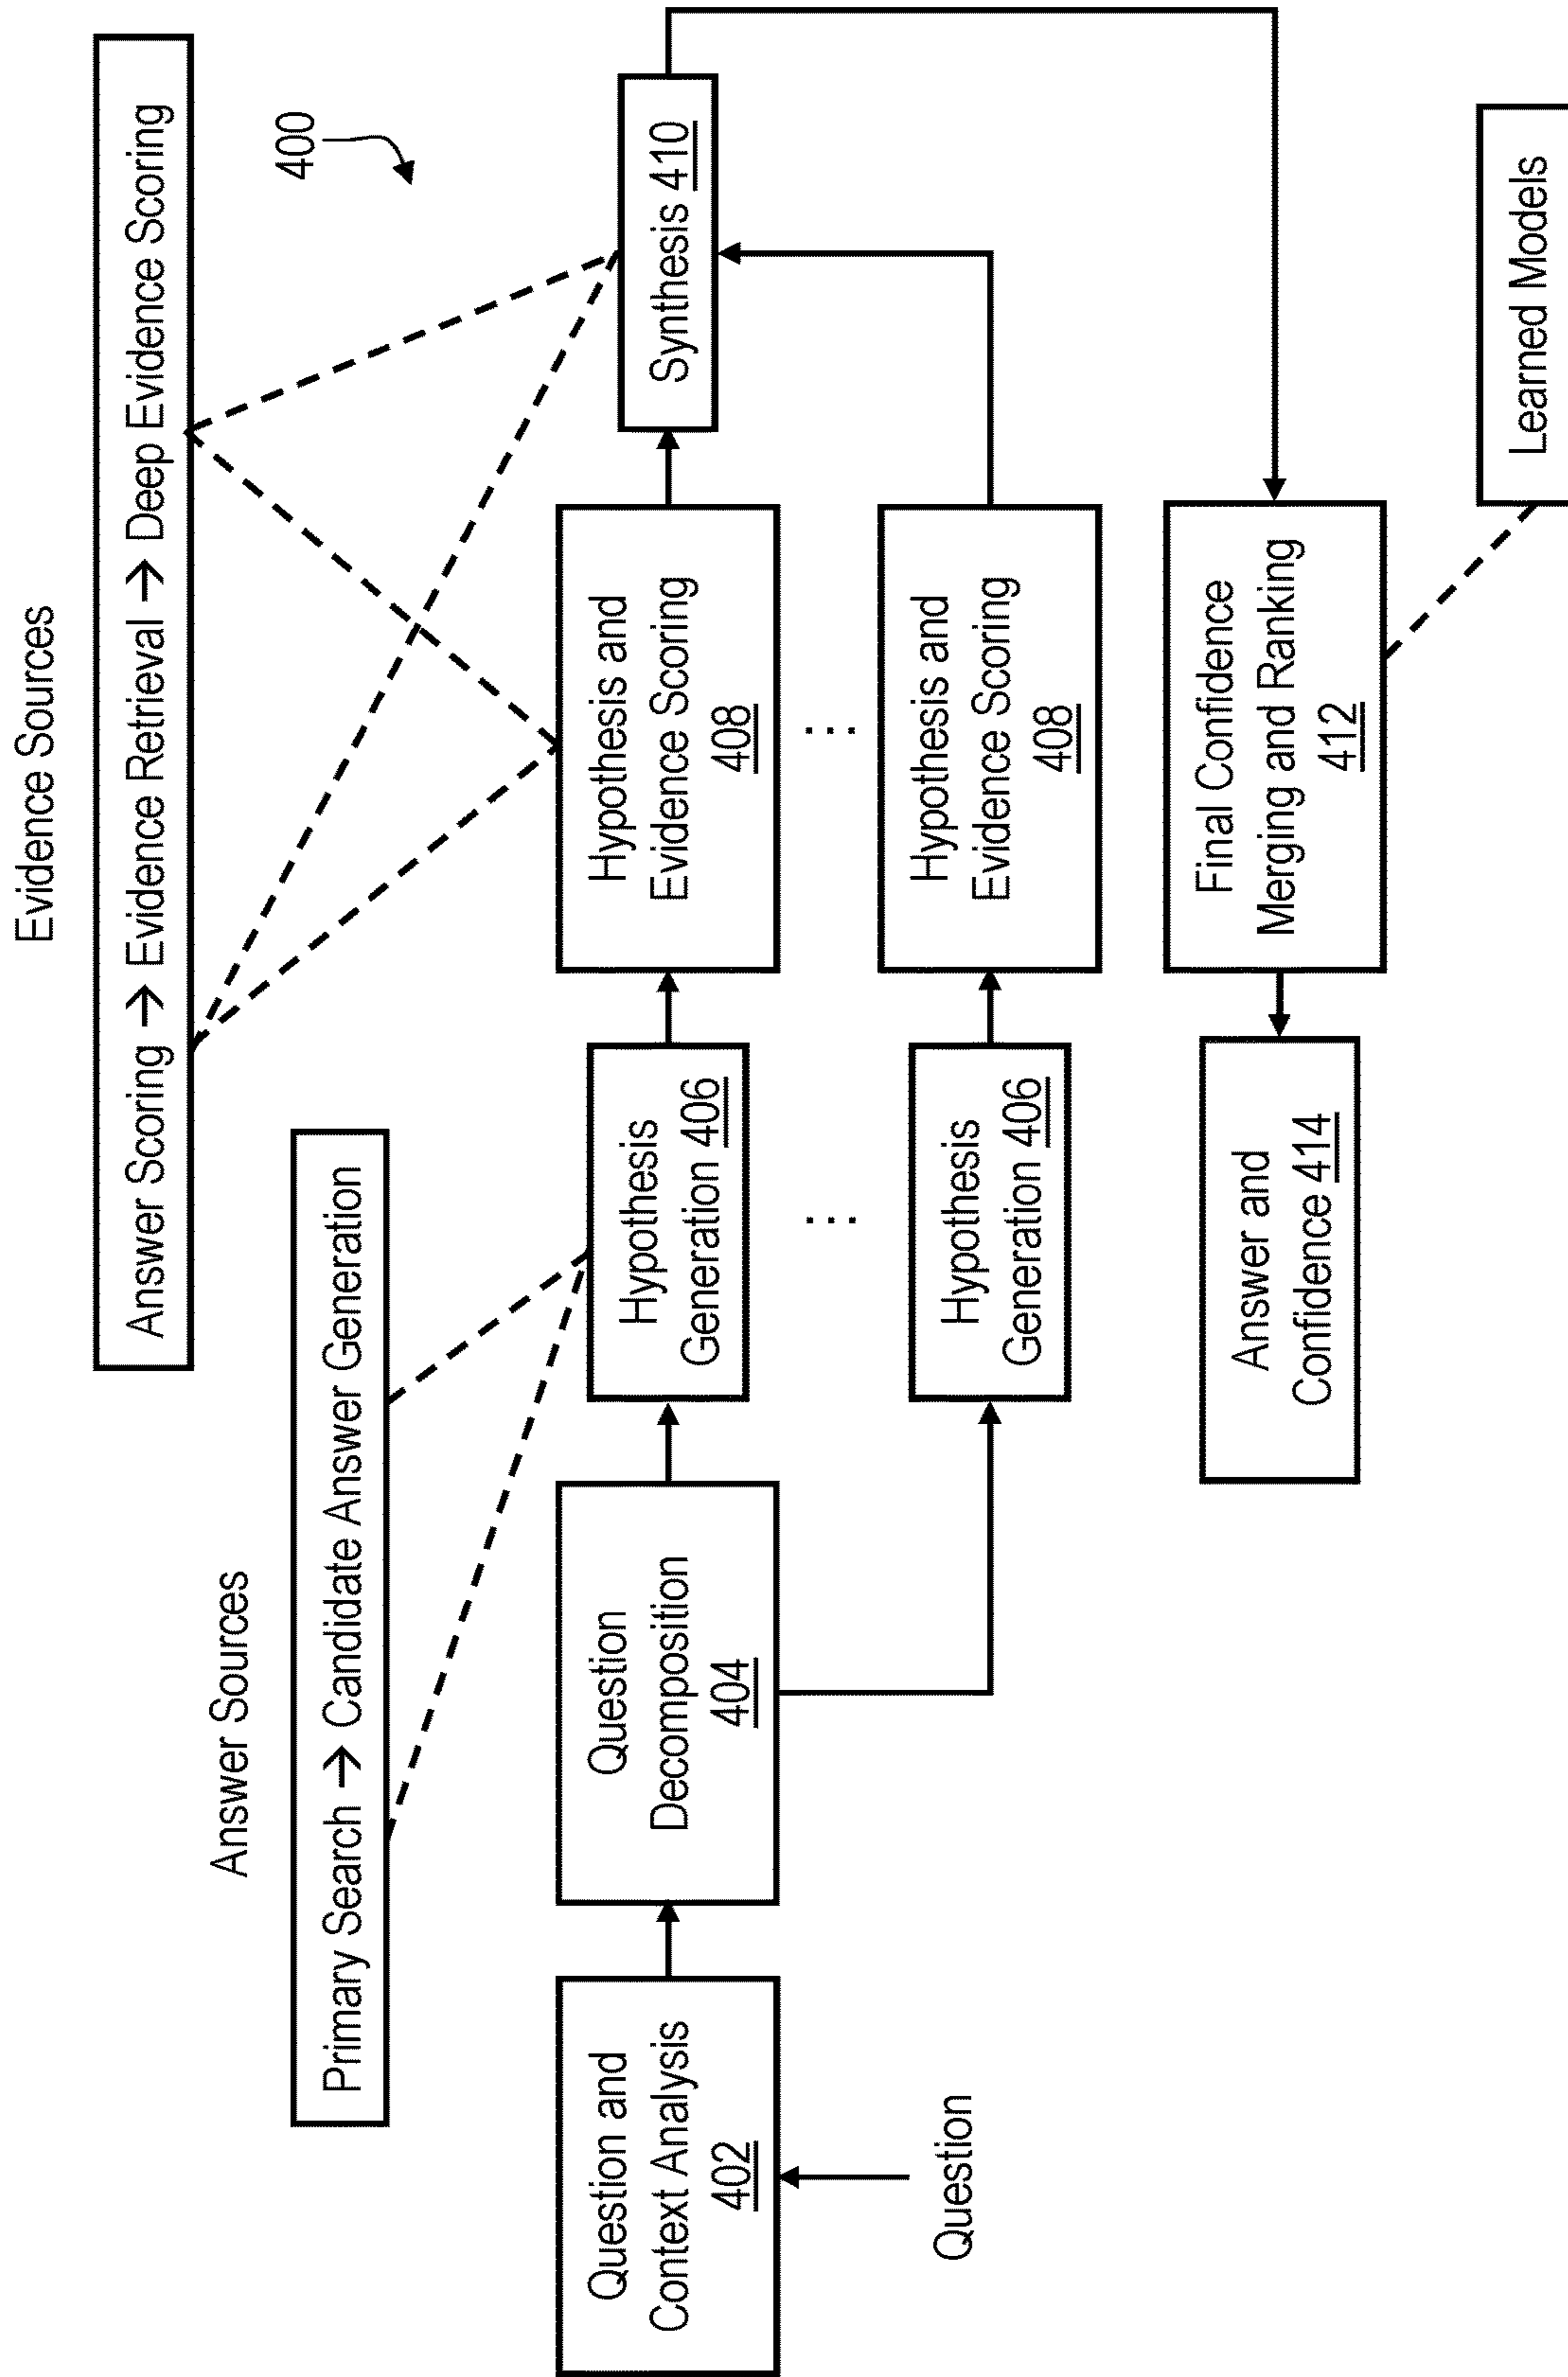 Evidence Sources
Answer Scoring → Evidence Retrieval → Deep Evidence Scoring
400
Answer Sources
Primary Search → Candidate Answer Generation
Question and
Context Analysis
402
Question
Question
Decomposition
404
Hypothesis
Generation 406
Hypothesis and
Evidence Scoring
408
Synthesis 410
...
...
Hypothesis
Generation 406
Hypothesis and
Evidence Scoring
408
Answer and
Confidence 414
Final Confidence
Merging and Ranking
412
Learned Models